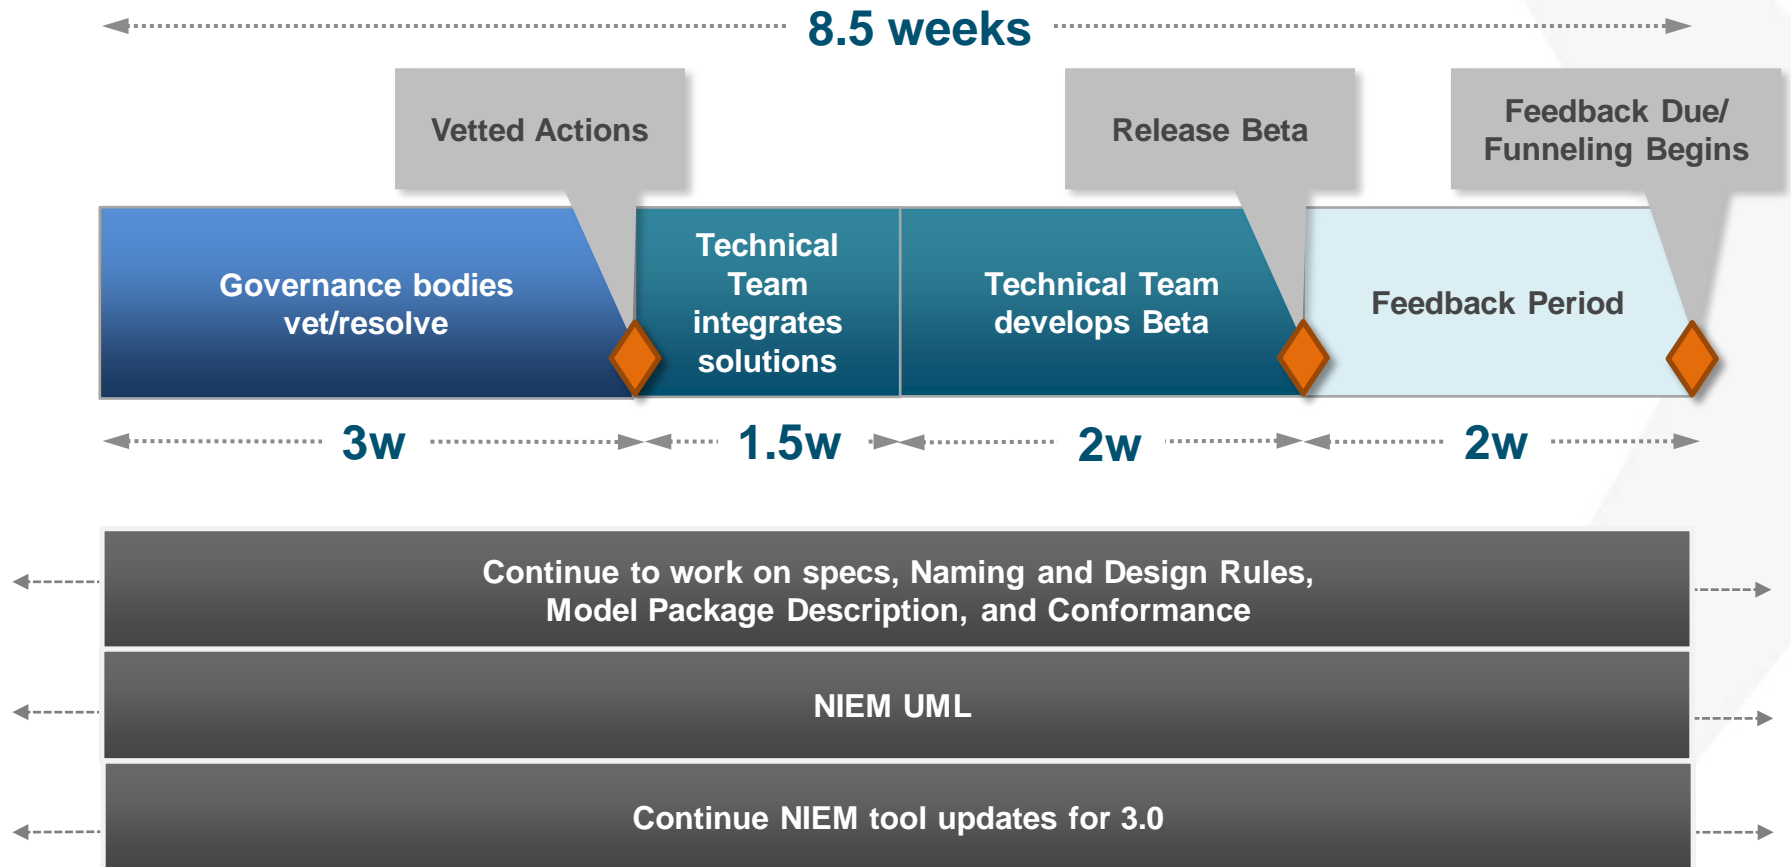 8.5 weeks
Vetted Actions
Release Beta
Feedback Due/
Funneling Begins
Governance bodies
vet/resolve
Technical
Team
integrates
solutions
Technical Team
develops Beta
Feedback Period
3w
1.5w
2w
2w
Continue to work on specs, Naming and Design Rules,
Model Package Description, and Conformance
NIEM UML
Continue NIEM tool updates for 3.0